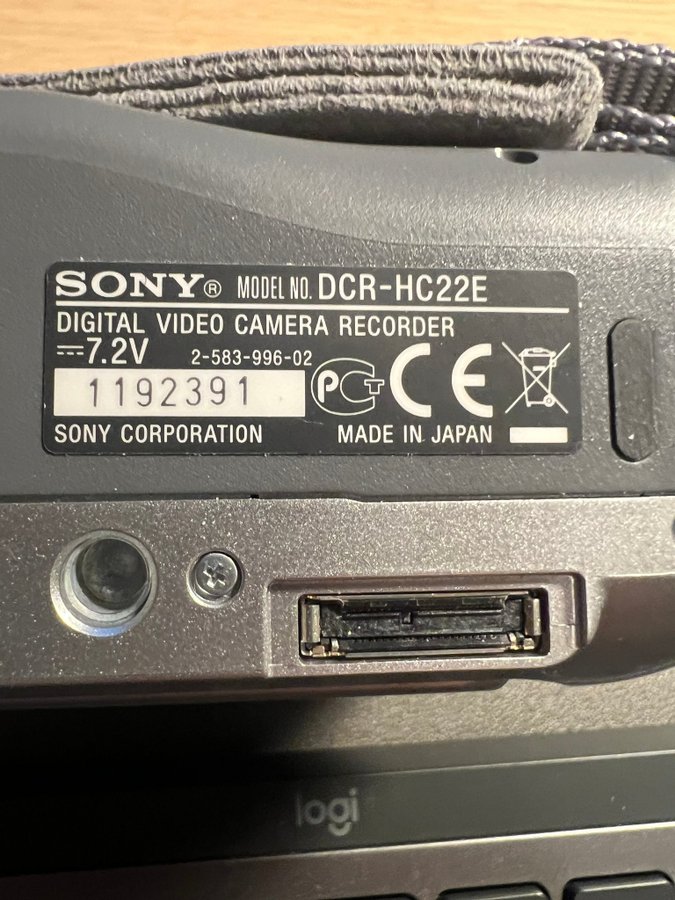 SONY® MODEL NO. DCR-HC22E
DIGITAL VIDEO CAMERA RECORDER
⎓7.2V 2-583-996-02
1192391
PCT CE
SONY CORPORATION MADE IN JAPAN
logi